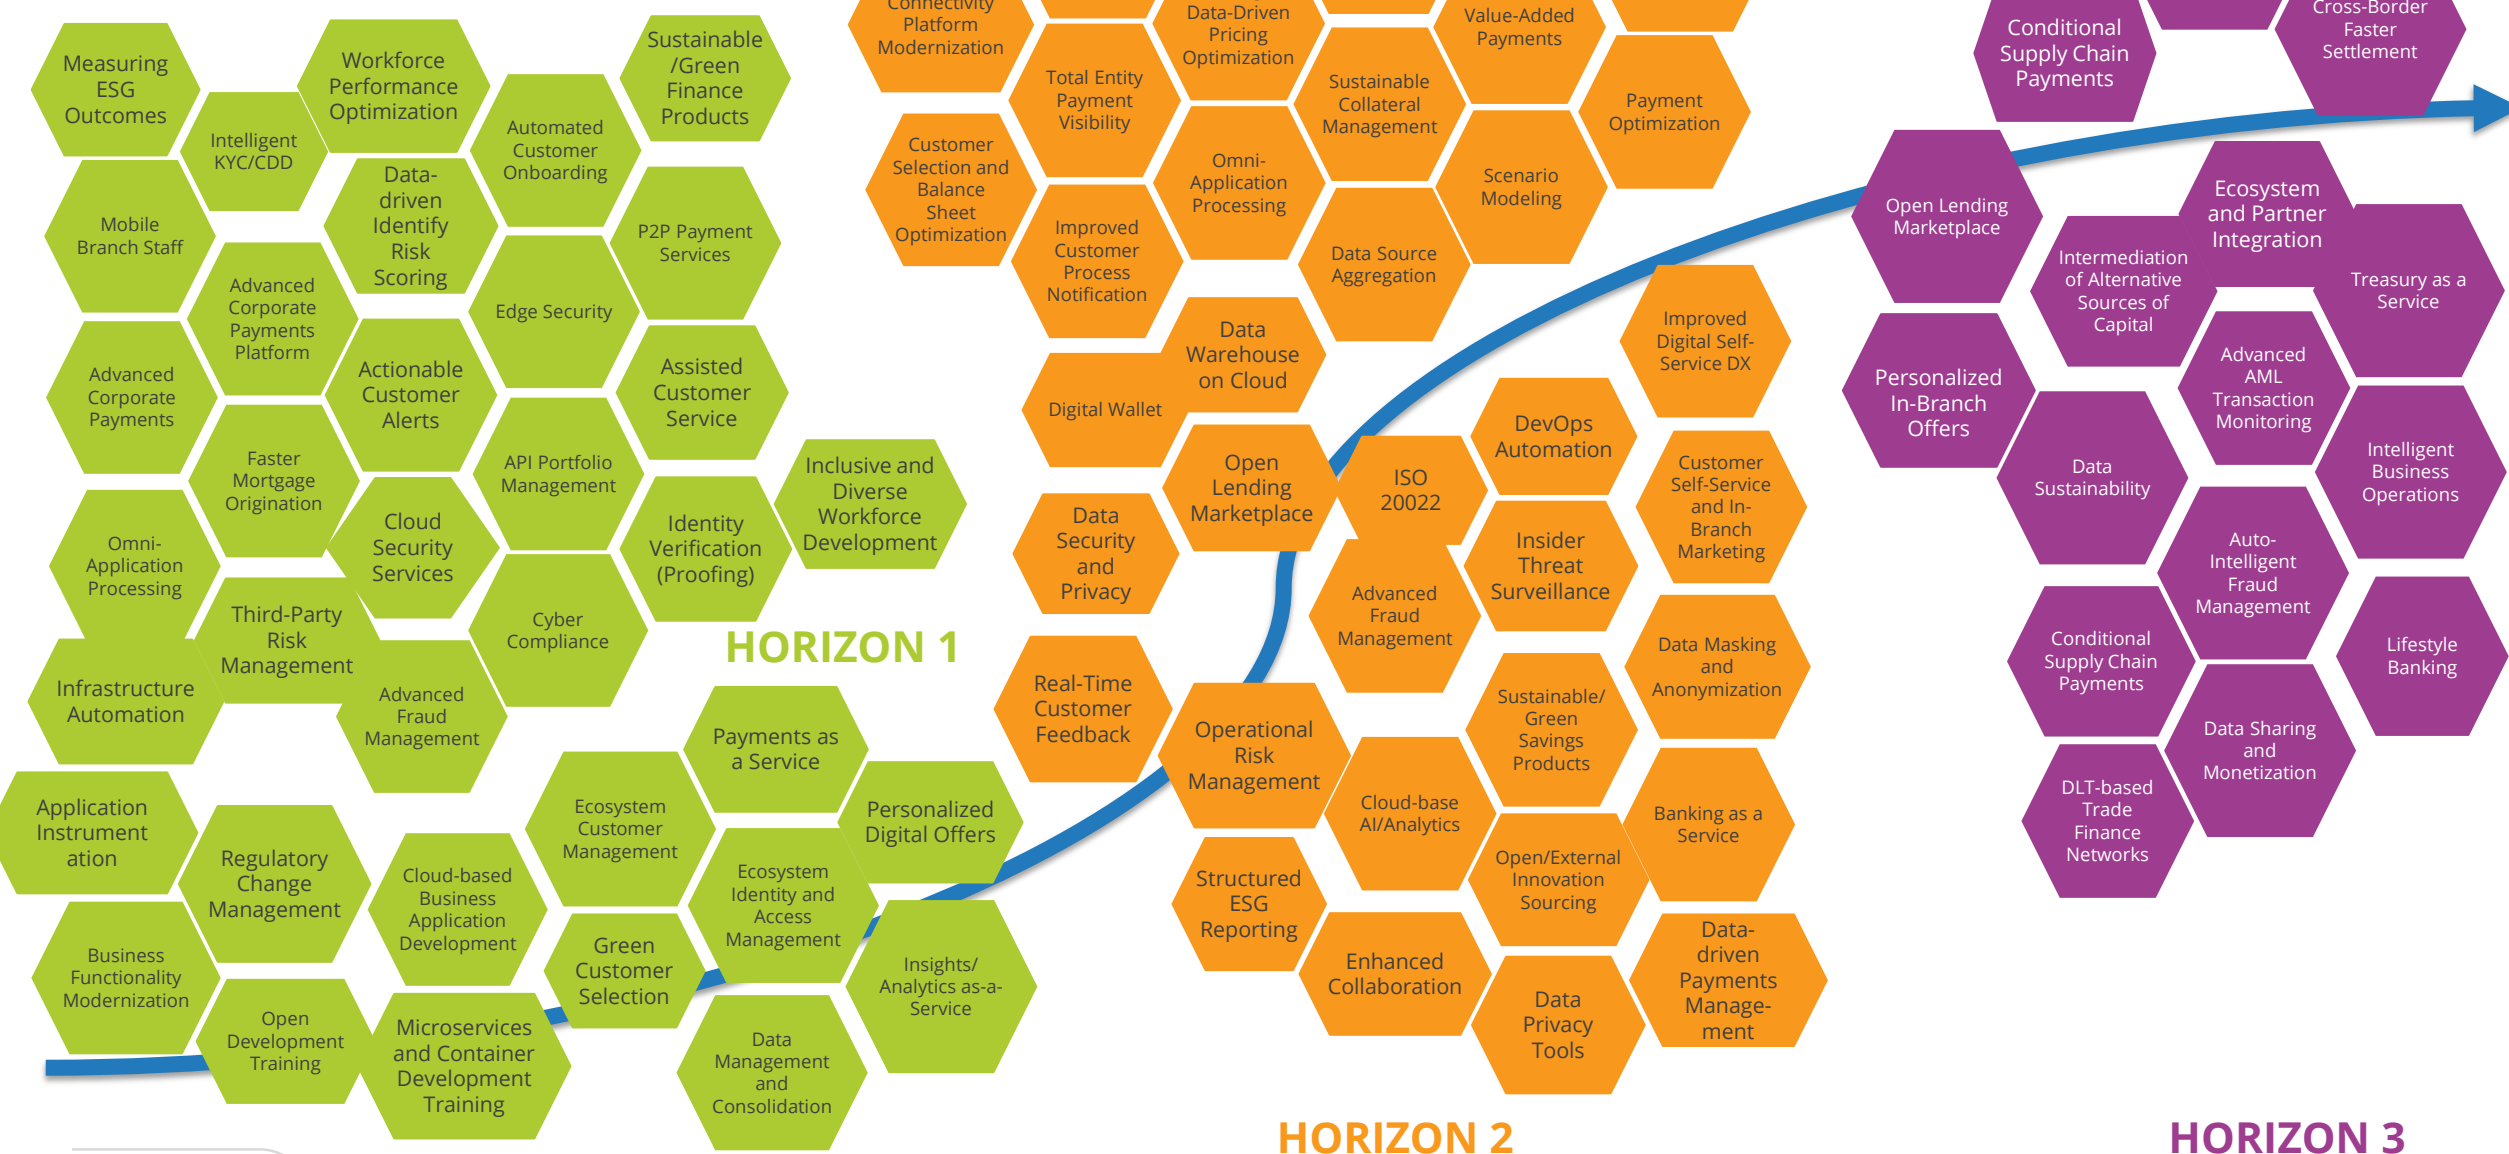 Measuring
ESG
Outcomes
Workforce
Performance
Optimization
Sustainable
/Green
Finance
Products
Intelligent
KYC/CDD
Automated
Customer
Onboarding
Mobile
Branch Staff
Data-
driven
Identify
Risk
Scoring
P2P Payment
Services
Advanced
Corporate
Payments
Platform
Edge Security
Advanced
Corporate
Payments
Actionable
Customer
Alerts
Assisted
Customer
Service
Faster
Mortgage
Origination
API Portfolio
Management
Inclusive and
Diverse
Workforce
Development
Omni-
Application
Processing
Cloud
Security
Services
Identity
Verification
(Proofing)
Third-Party
Risk
Management
Cyber
Compliance
HORIZON 1
Infrastructure
Automation
Advanced
Fraud
Management
Payments as
a Service
Application
Instrument
ation
Regulatory
Change
Management
Cloud-based
Business
Application
Development
Ecosystem
Customer
Management
Personalized
Digital Offers
Ecosystem
Identity and
Access
Management
Business
Functionality
Modernization
Green
Customer
Selection
Insights/
Analytics as-a-
Service
Open
Development
Training
Microservices
and Container
Development
Training
Data
Management
and
Consolidation
Connectivity
Platform
Modernization
Data-Driven
Pricing
Optimization
Value-Added
Payments
Total Entity
Payment
Visibility
Sustainable
Collateral
Management
Payment
Optimization
Customer
Selection and
Balance
Sheet
Optimization
Omni-
Application
Processing
Scenario
Modeling
Improved
Customer
Process
Notification
Data Source
Aggregation
Data
Warehouse
on Cloud
Improved
Digital Self-
Service DX
Digital Wallet
DevOps
Automation
Open
Lending
Marketplace
ISO
20022
Customer
Self-Service
and In-
Branch
Marketing
Data
Security
and
Privacy
Insider
Threat
Surveillance
Advanced
Fraud
Management
Data Masking
and
Anonymization
Real-Time
Customer
Feedback
Operational
Risk
Management
Sustainable/
Green
Savings
Products
Cloud-base
AI/Analytics
Banking as a
Service
Structured
ESG
Reporting
Open/External
Innovation
Sourcing
Enhanced
Collaboration
Data-
driven
Payments
Manage-
ment
Data
Privacy
Tools
HORIZON 2
Conditional
Supply Chain
Payments
Cross-Border
Faster
Settlement
Open Lending
Marketplace
Ecosystem
and Partner
Integration
Intermediation
of Alternative
Sources of
Capital
Treasury as a
Service
Personalized
In-Branch
Offers
Advanced
AML
Transaction
Monitoring
Data
Sustainability
Intelligent
Business
Operations
Auto-
Intelligent
Fraud
Management
Conditional
Supply Chain
Payments
Lifestyle
Banking
Data Sharing
and
Monetization
DLT-based
Trade
Finance
Networks
HORIZON 3